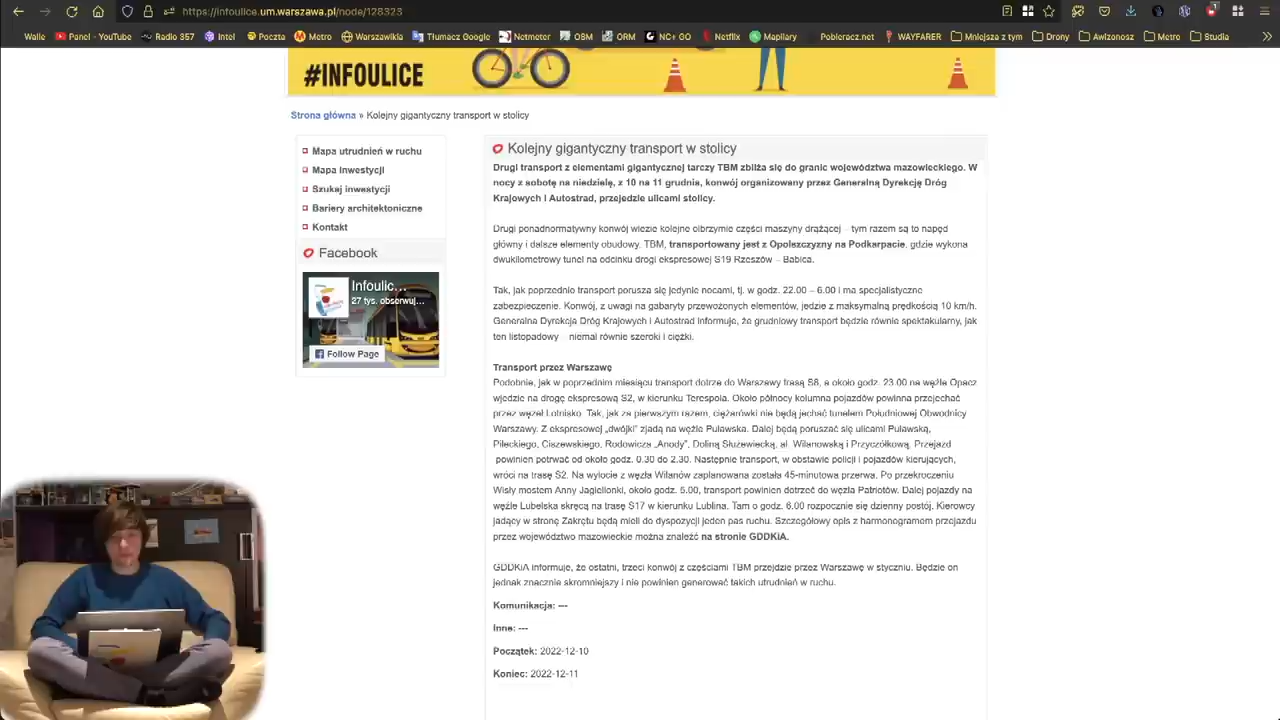 https://infoulice.um.warszawa.pl/node/128323
Walle Panel - YouTube Radio 357 Intel Poczta Metro Warszawikia Tłumacz Google Netmeter OSM ORM NC+ GO Netflix Mapillary Pobieracz.net WAYFARER Mniejsza z tym Drony Awizonosz Metro Studia
#INFOULICE
Strona główna » Kolejny gigantyczny transport w stolicy
Mapa utrudnień w ruchu
Mapa inwestycji
Szukaj inwestycji
Bariery architektoniczne
Kontakt
Facebook
Infoulic...
27 tys. obserwuj...
Follow Page
Kolejny gigantyczny transport w stolicy
Drugi transport z elementami gigantycznej tarczy TBM zbliża się do granic województwa mazowieckiego. W
nocy z soboty na niedzielę, z 10 na 11 grudnia, konwój organizowany przez Generalną Dyrekcję Dróg
Krajowych i Autostrad, przejedzie ulicami stolicy.
Drugi ponadnormatywny konwój wiezie kolejne olbrzymie części maszyny drążącej – tym razem są to napęd
główny i dalsze elementy obudowy. TBM, transportowany jest z Opolszczyzny na Podkarpacie, gdzie wykona
dwukilometrowy tunel na odcinku drogi ekspresowej S19 Rzeszów – Babica.
Tak, jak poprzednio transport porusza się jedynie nocami, tj. w godz. 22.00 – 6.00 i ma specjalistyczne
zabezpieczenie. Konwój, z uwagi na gabaryty przewożonych elementów, jedzie z maksymalną prędkością 10 km/h.
Generalna Dyrekcja Dróg Krajowych i Autostrad informuje, że grudniowy transport będzie równie spektakularny, jak
ten listopadowy – niemal równie szeroki i ciężki.
Transport przez Warszawę
Podobnie, jak w poprzednim miesiącu transport dotrze do Warszawy trasą S8, a około godz. 23.00 na węźle Opacz
wjedzie na drogę ekspresową S2, w kierunku Terespola. Około północy kolumna pojazdów powinna przejechać
przez węzeł Lotnisko. Tak, jak za pierwszym razem, ciężarówki nie będą jechać tunelem Południowej Obwodnicy
Warszawy. Z ekspresowej „dwójki" zjadą na węźle Puławska. Dalej będą poruszać się ulicami Puławską,
Pileckiego, Ciszewskiego, Rodowicza „Anody", Doliną Służewiecką, al. Wilanowską i Przyczółkową. Przejazd
powinien potrwać od około godz. 0.30 do 2.30. Następnie transport, w obstawie policji i pojazdów kierujących,
wróci na trasę S2. Na wylocie z węzła Wilanów zaplanowana została 45-minutowa przerwa. Po przekroczeniu
Wisły mostem Anny Jagiellonki, około godz. 5.00, transport powinien dotrzeć do węzła Patriotów. Dalej pojazdy na
węźle Lubelska skręcą na trasę S17 w kierunku Lublina. Tam o godz. 6.00 rozpocznie się dzienny postój. Kierowcy
jadący w stronę Zakrętu będą mieli do dyspozycji jeden pas ruchu. Szczegółowy opis z harmonogramem przejazdu
przez województwo mazowieckie można znaleźć na stronie GDDKiA.
GDDKiA informuje, że ostatni, trzeci konwój z częściami TBM przejdzie przez Warszawę w styczniu. Będzie on
jednak znacznie skromniejszy i nie powinien generować takich utrudnień w ruchu.
Komunikacja: ---
Inne: ---
Początek: 2022-12-10
Koniec: 2022-12-11